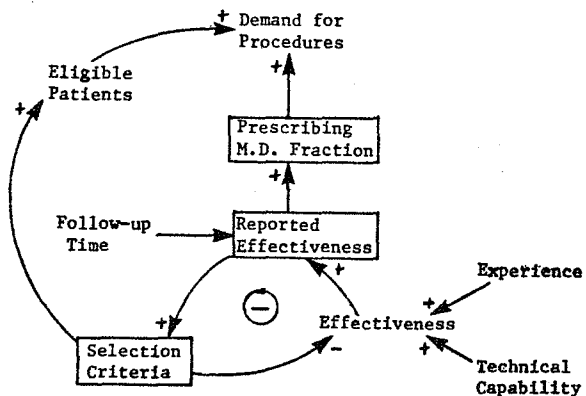 +
Demand for
Procedures
+
Eligible
Patients
+
Prescribing
M.D. Fraction
+
Follow-up
Time
Reported
Effectiveness
+
Experience
−
+
+
Effectiveness
-
+
Selection
Criteria
Technical
Capability